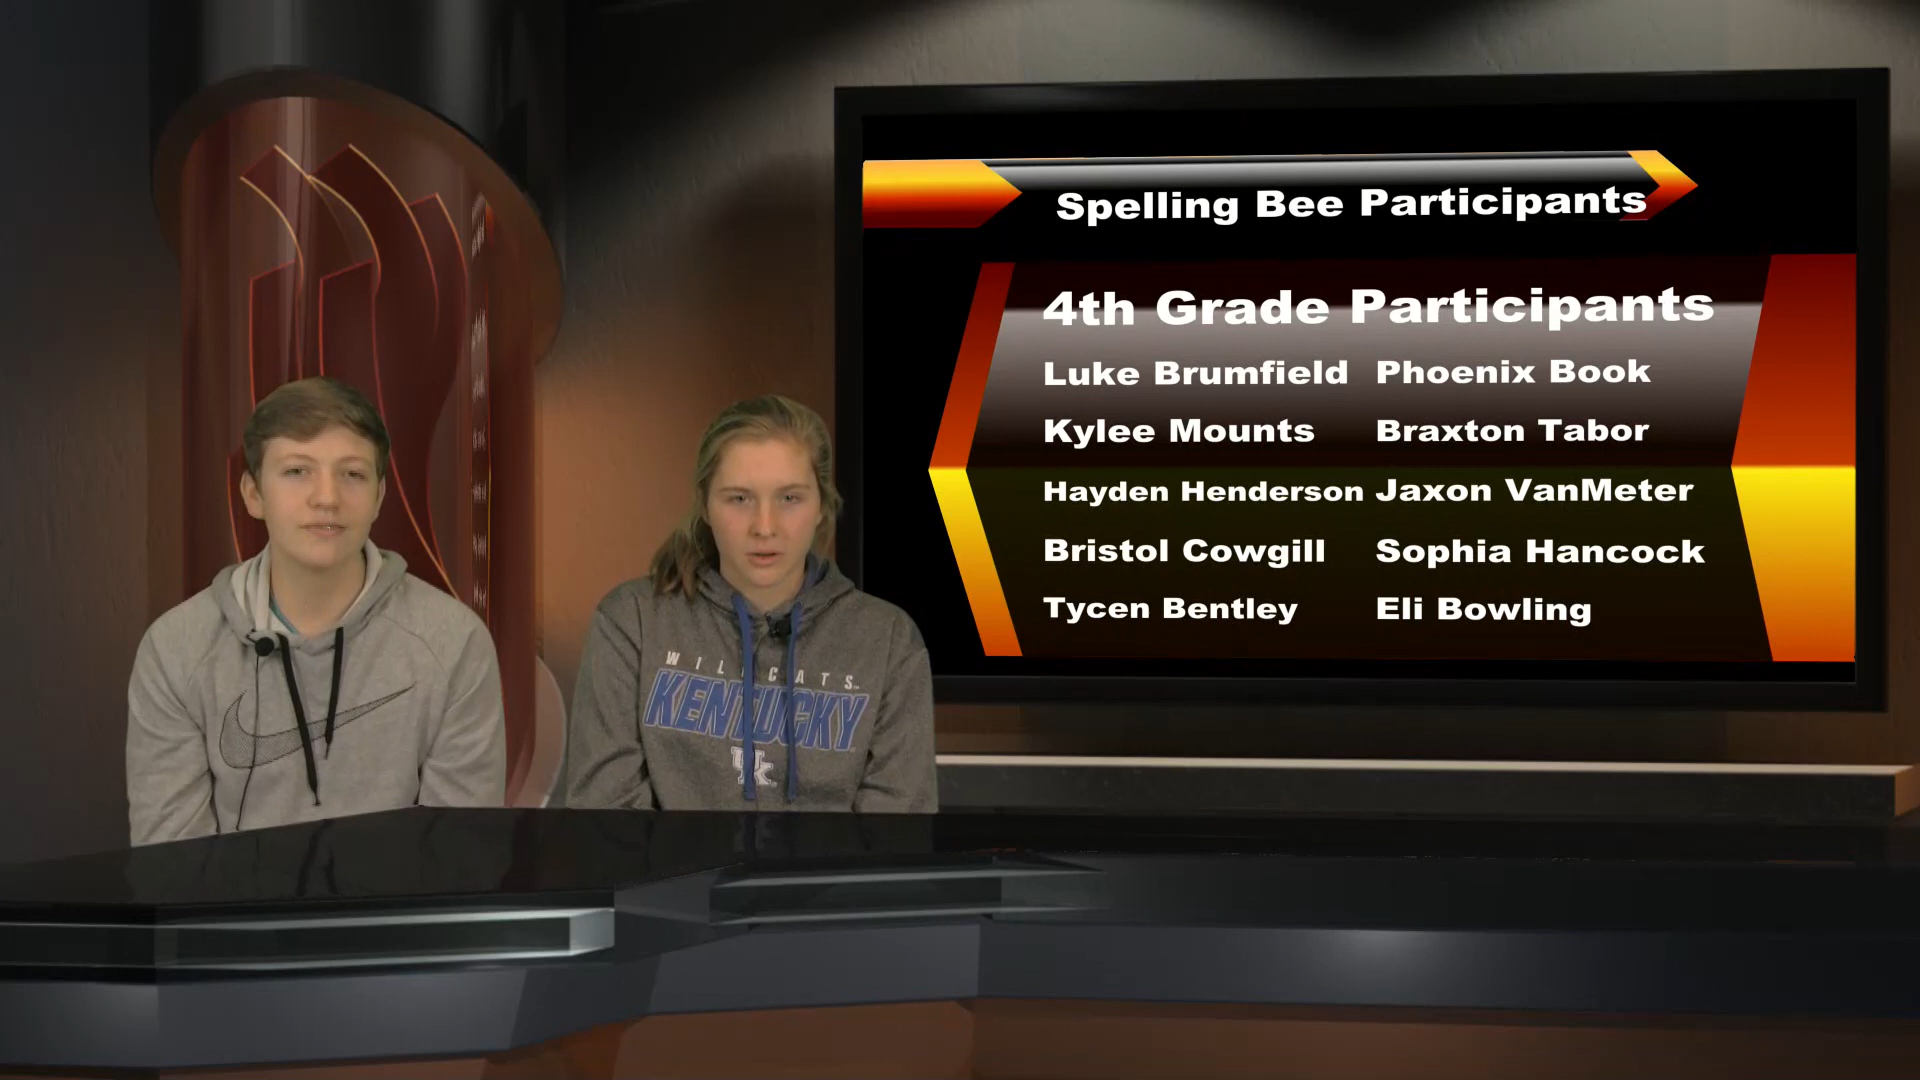 Spelling Bee Participants
4th Grade Participants
Luke Brumfield Phoenix Book
Kylee Mounts Braxton Tabor
Hayden Henderson Jaxon VanMeter
Bristol Cowgill Sophia Hancock
Tycen Bentley Eli Bowling
WILDCATS
KENTUCKY
UK